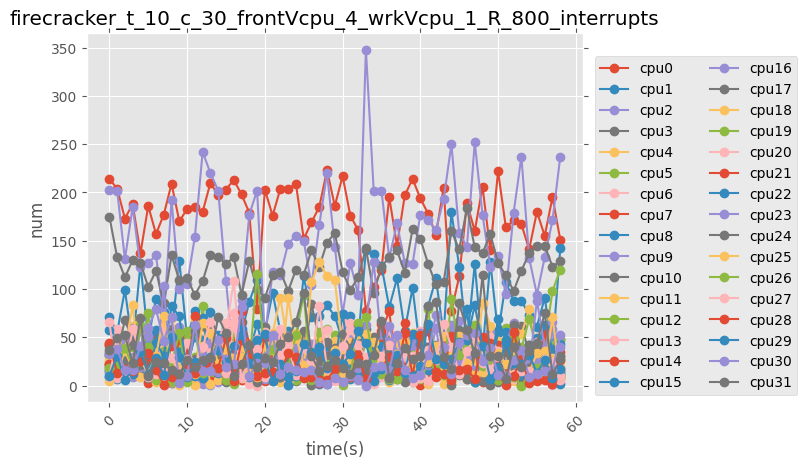 firecracker_t_10_c_30_frontVcpu_4_wrkVcpu_1_R_800_interrupts
350
300
250
200
150
100
50
0
num
0
10
20
30
40
50
60
time(s)
cpu0
cpu1
cpu2
cpu3
cpu4
cpu5
cpu6
cpu7
cpu8
cpu9
cpu10
cpu11
cpu12
cpu13
cpu14
cpu15
cpu16
cpu17
cpu18
cpu19
cpu20
cpu21
cpu22
cpu23
cpu24
cpu25
cpu26
cpu27
cpu28
cpu29
cpu30
cpu31